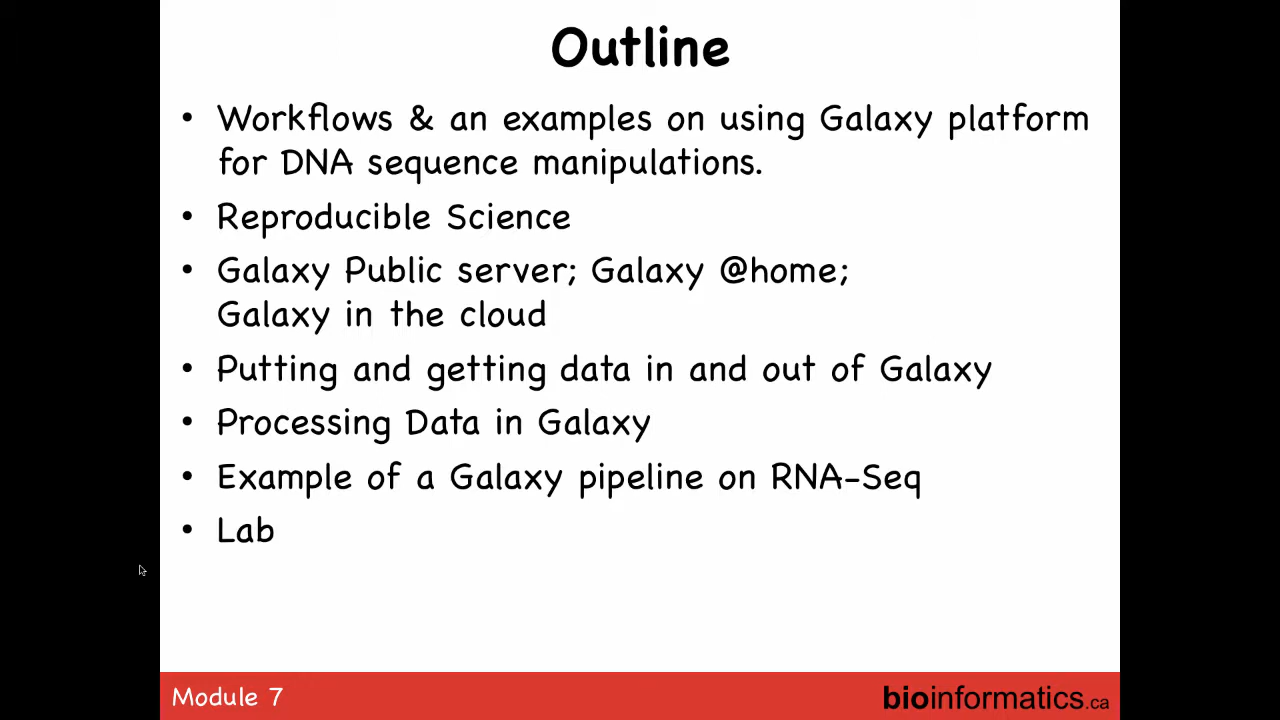 Outline
• Workflows & an examples on using Galaxy platform
for DNA sequence manipulations.
• Reproducible Science
• Galaxy Public server; Galaxy @home;
Galaxy in the cloud
• Putting and getting data in and out of Galaxy
• Processing Data in Galaxy
• Example of a Galaxy pipeline on RNA-Seq
• Lab
Module 7
bioinformatics.ca